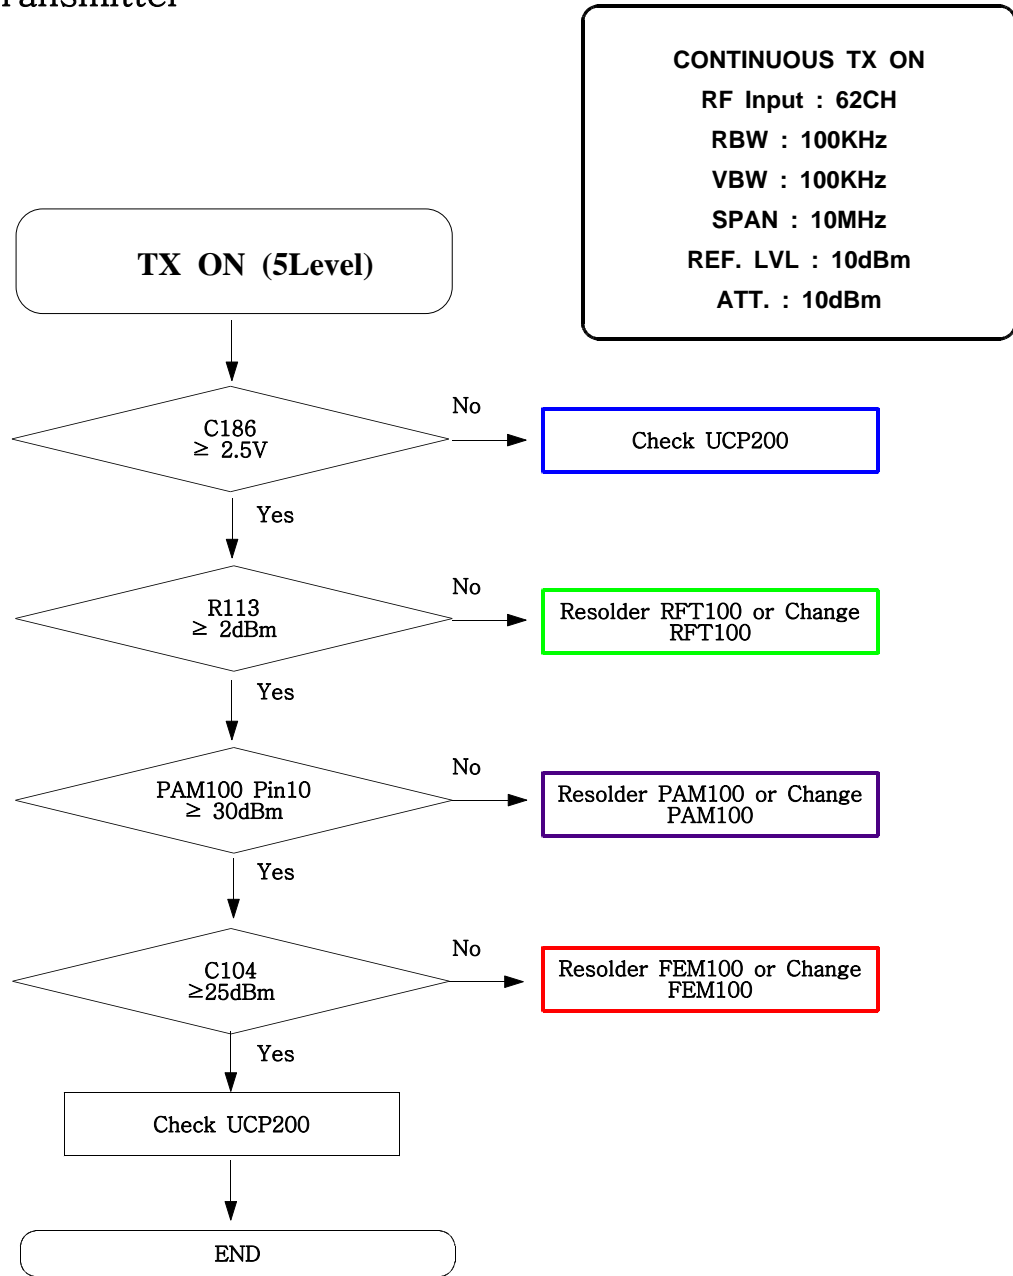 CONTINUOUS TX ON
RF Input : 62CH
RBW : 100KHz
VBW : 100KHz
SPAN : 10MHz
REF. LVL : 10dBm
ATT. : 10dBm
TX ON (5Level)
C186
≥ 2.5V
No
Check UCP200
Yes
R113
≥ 2dBm
No
Resolder RFT100 or Change
RFT100
Yes
PAM100 Pin10
≥ 30dBm
No
Resolder PAM100 or Change
PAM100
Yes
C104
≥25dBm
No
Resolder FEM100 or Change
FEM100
Yes
Check UCP200
END